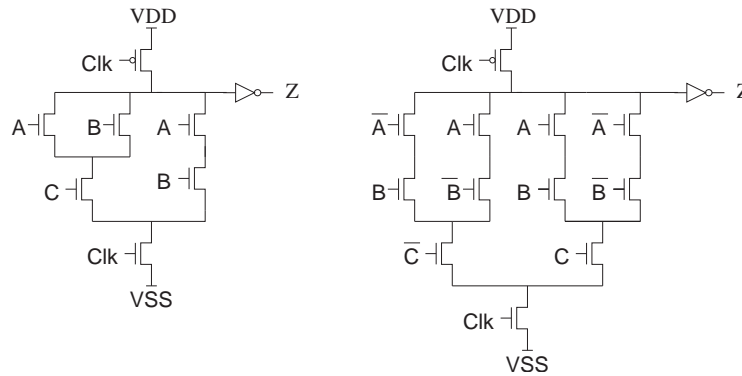 VDD VDD
Clk Clk
Z Z
A B A A̅ A A A̅
B B B̅ B B̅
C
C̅ C
Clk
VSS
Clk
VSS